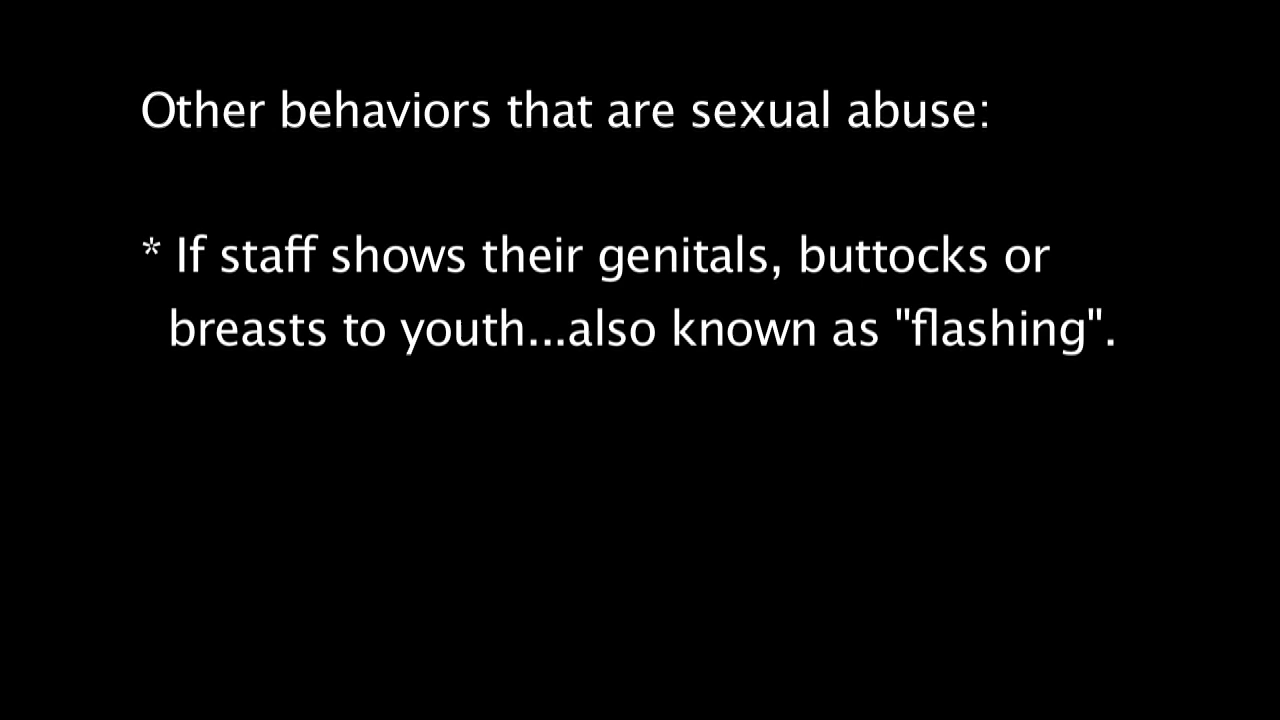 Other behaviors that are sexual abuse:
* If staff shows their genitals, buttocks or
breasts to youth...also known as "flashing".